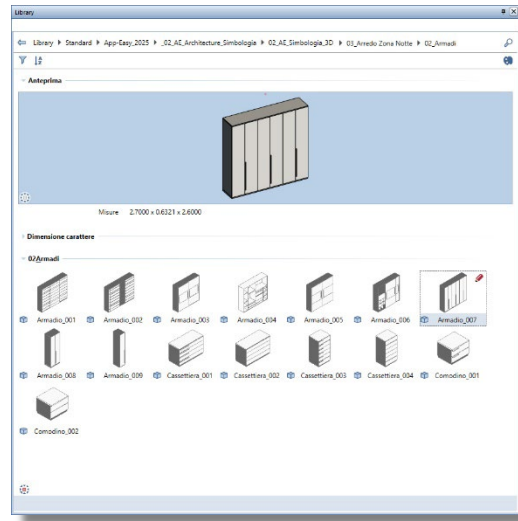 Library
Library Standard App-Easy_2025 _02_AE_Architecture_Simbologia 02_AE_Simbologia_3D 03_Arredo Zona Notte 02_Armadi
Anteprima
Misure 2.7000 x 0.6321 x 2.6000
Dimensione carattere
02Armadi
Armadio_001 Armadio_002 Armadio_003 Armadio_004 Armadio_005 Armadio_006 Armadio_007
Armadio_008 Armadio_009 Cassettiera_001 Cassettiera_002 Cassettiera_003 Cassettiera_004 Comodino_001
Comodino_002